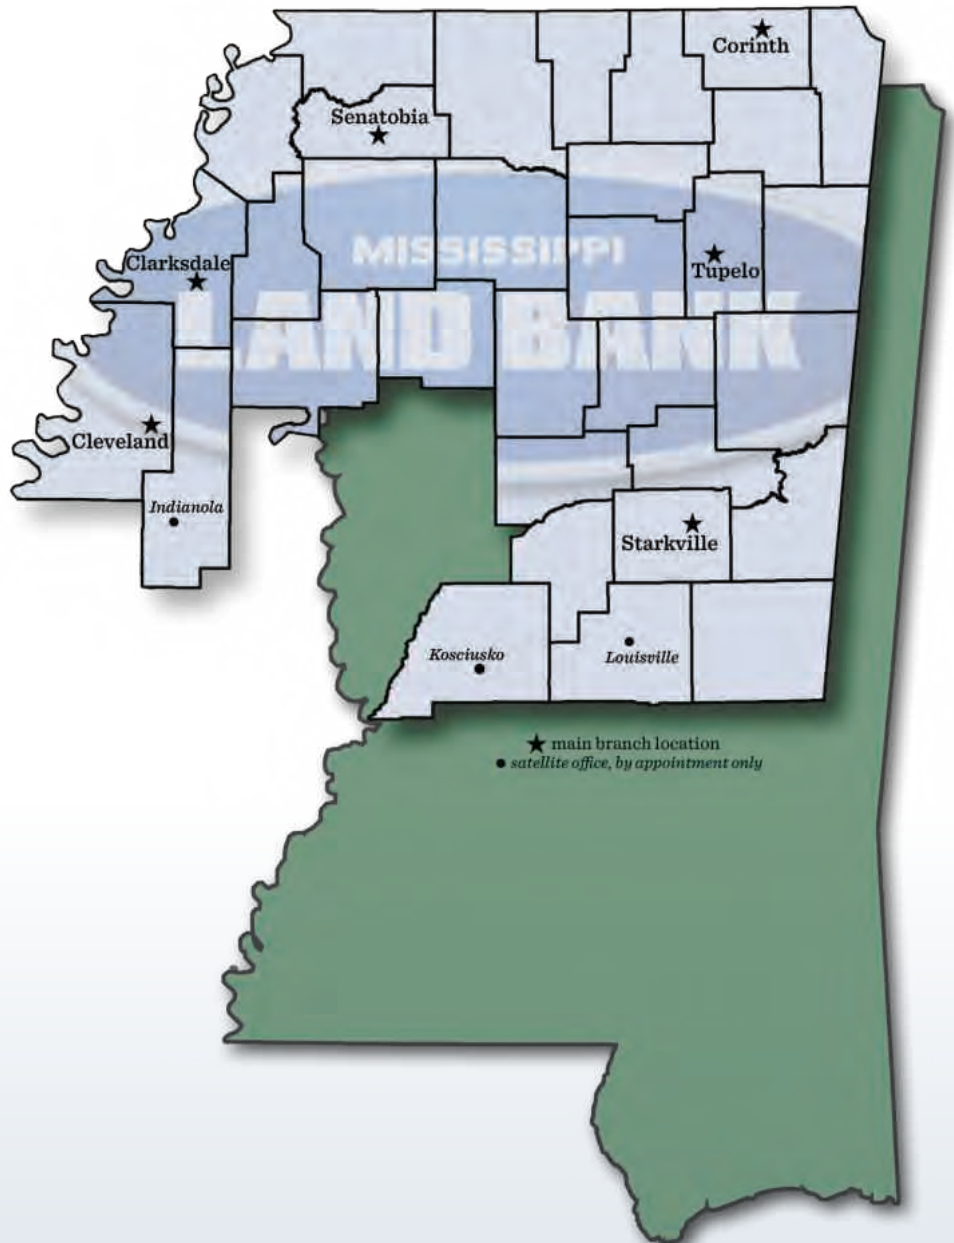 Corinth
Senatobia
MISSISSIPPI
LAND BANK
Clarksdale
Tupelo
Cleveland
Indianola
Starkville
Kosciusko
Louisville
main branch location
satellite office, by appointment only